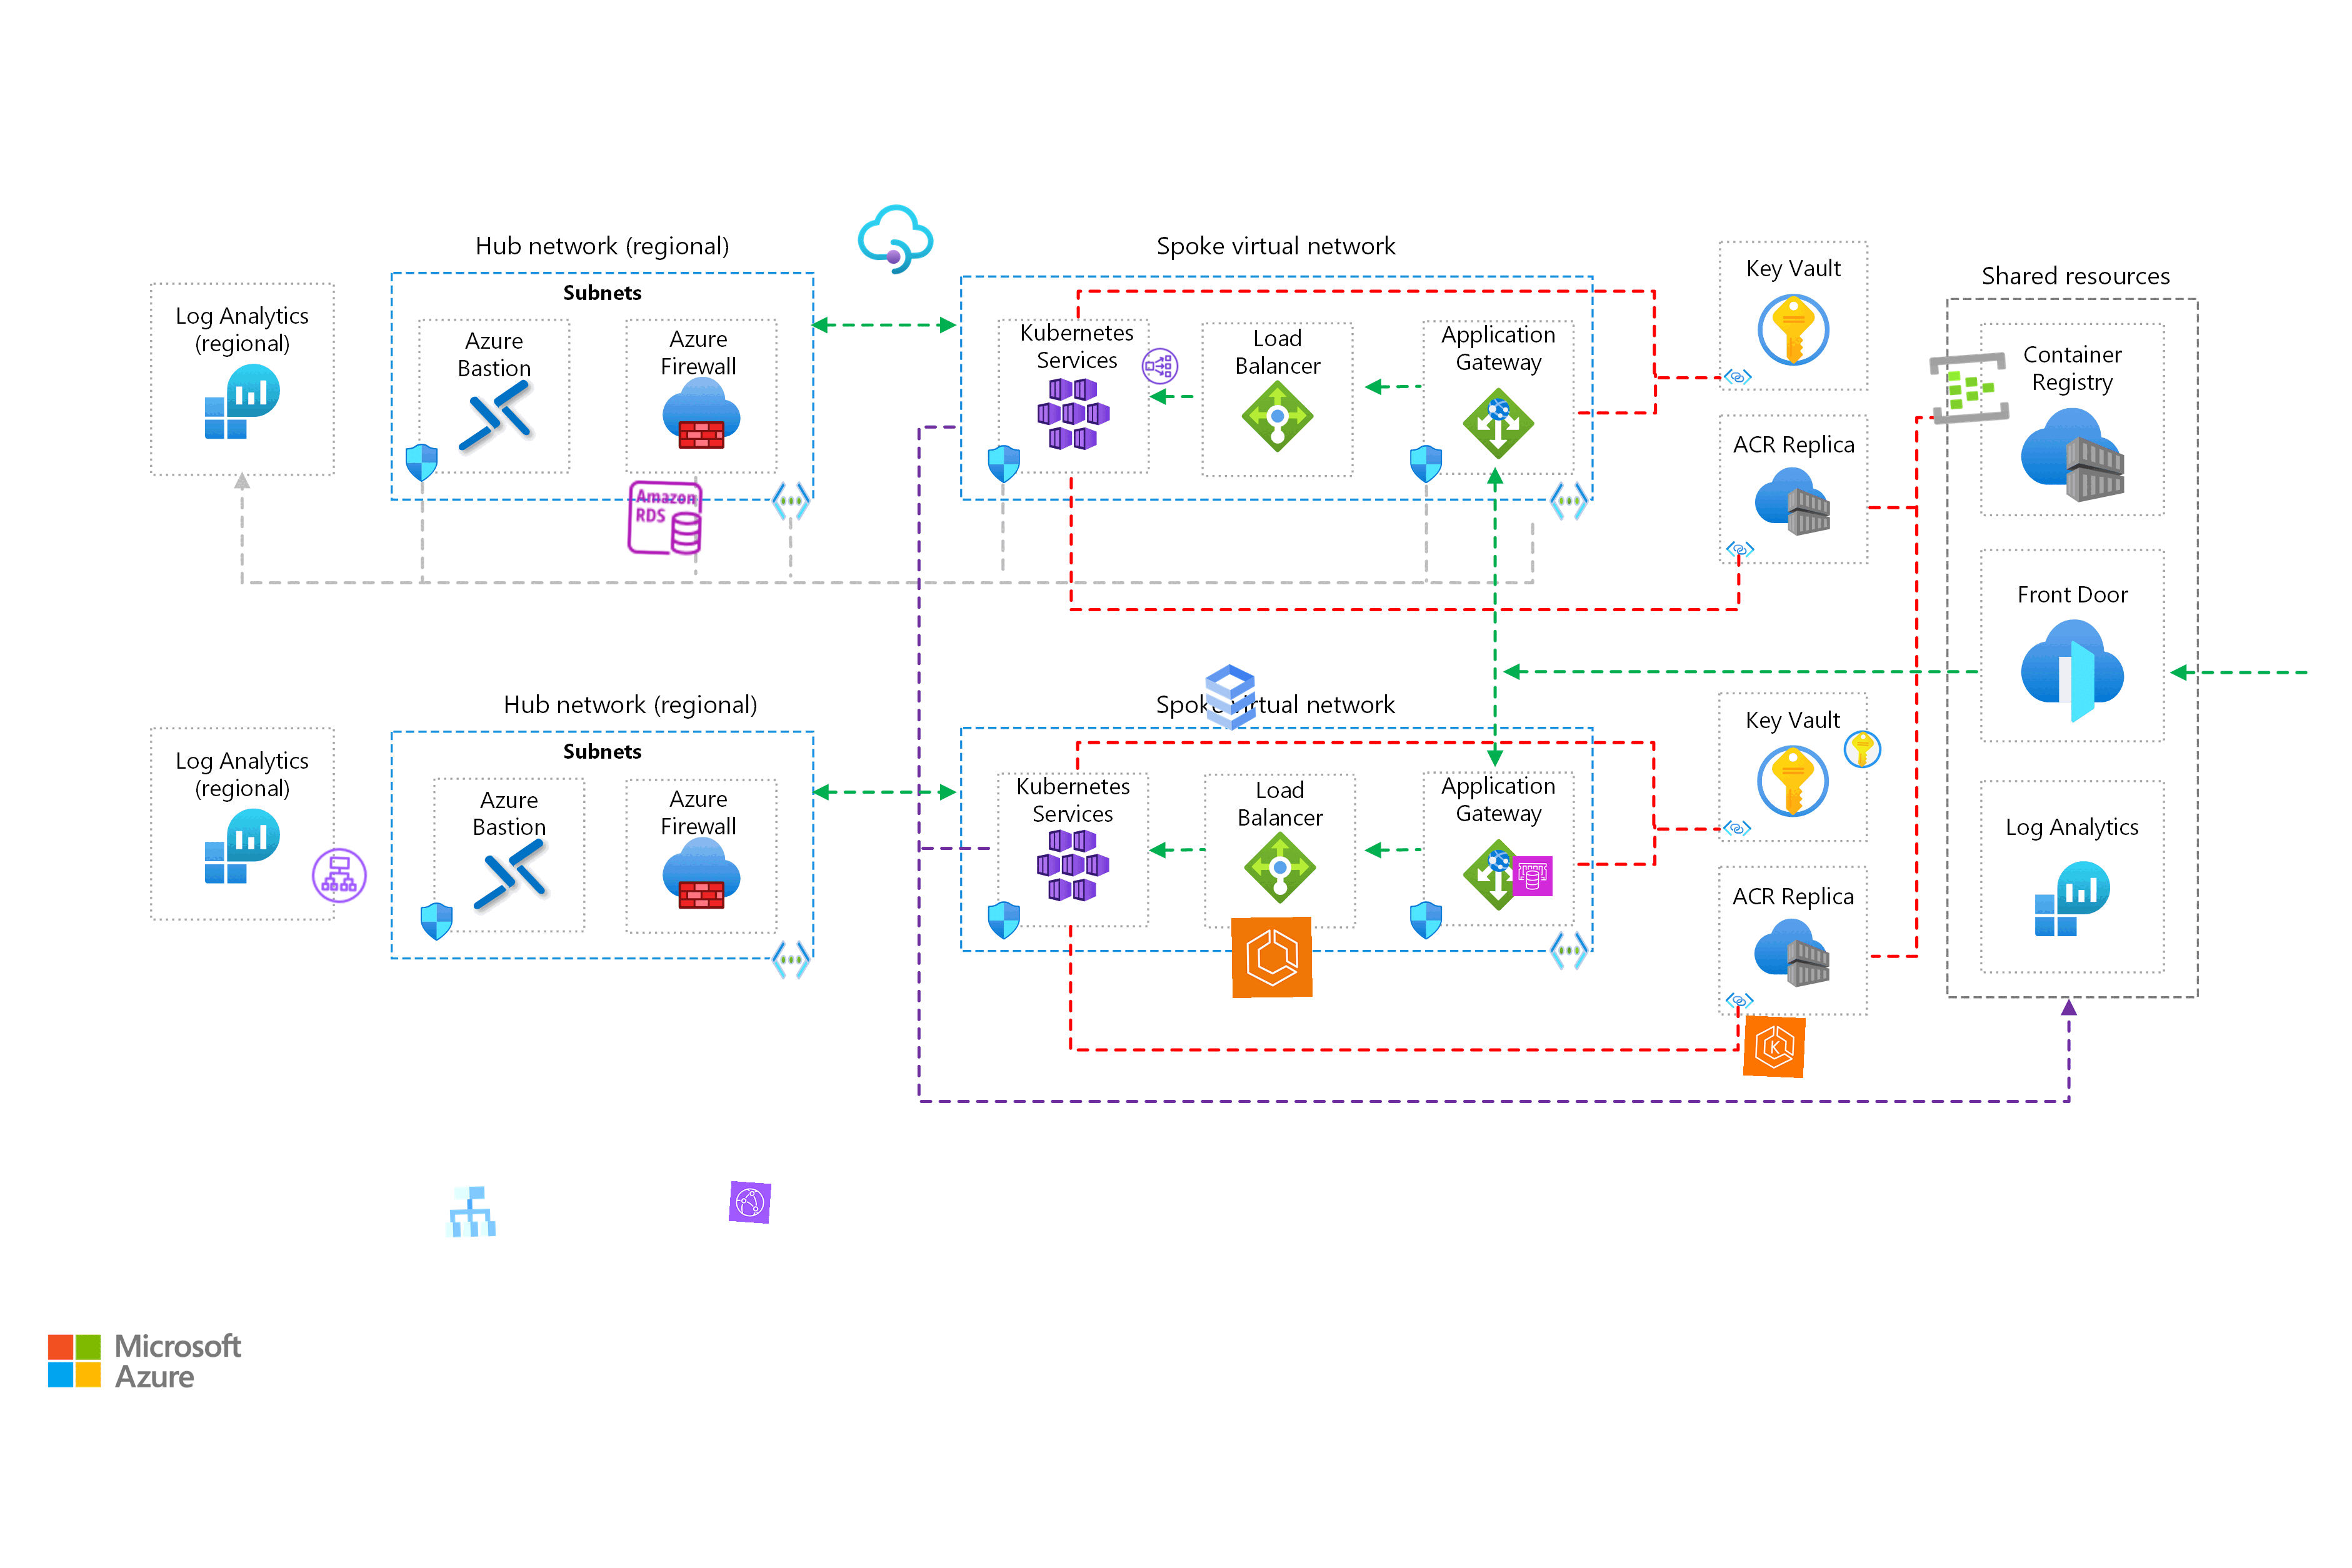 Hub network (regional)
Subnets
Log Analytics
(regional)
Azure
Bastion
Azure
Firewall
Amazon
RDS
Spoke virtual network
Kubernetes
Services
Load
Balancer
Application
Gateway
Key Vault
ACR Replica
Shared resources
Container
Registry
Front Door
Log Analytics
Hub network (regional)
Subnets
Log Analytics
(regional)
Azure
Bastion
Azure
Firewall
Spoke virtual network
Kubernetes
Services
Load
Balancer
Application
Gateway
Key Vault
ACR Replica
K
Microsoft
Azure